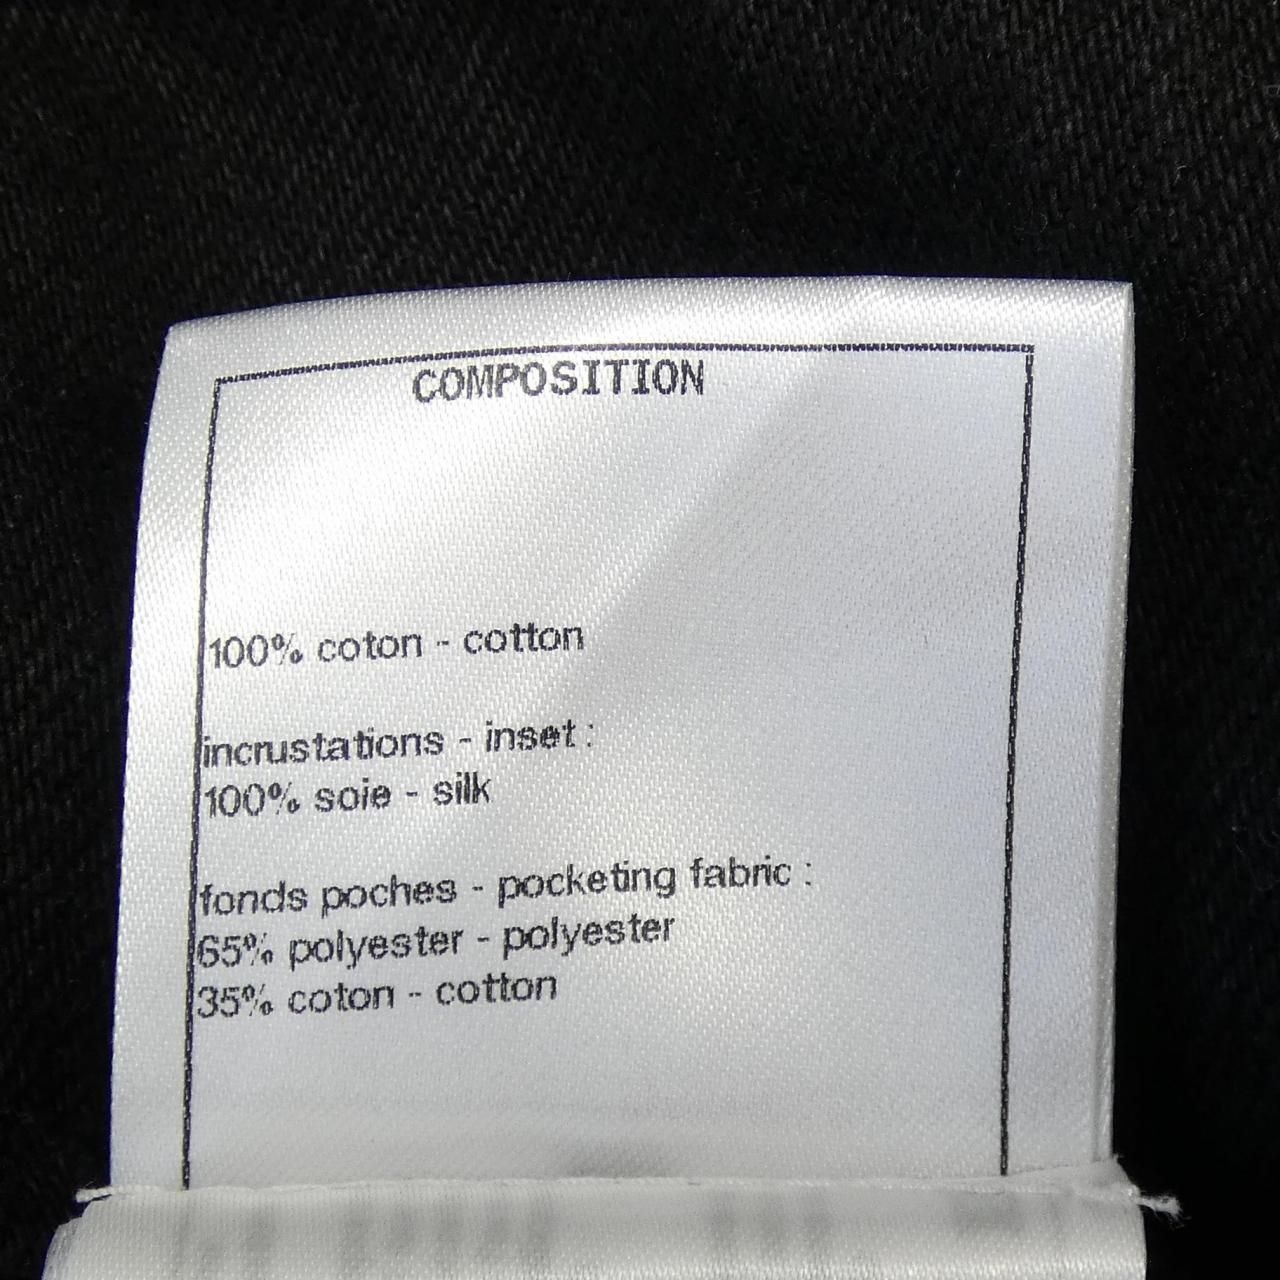 COMPOSITION
100% coton - cotton
incrustations - inset :
100% soie - silk
fonds poches - pocketing fabric :
65% polyester - polyester
35% coton - cotton